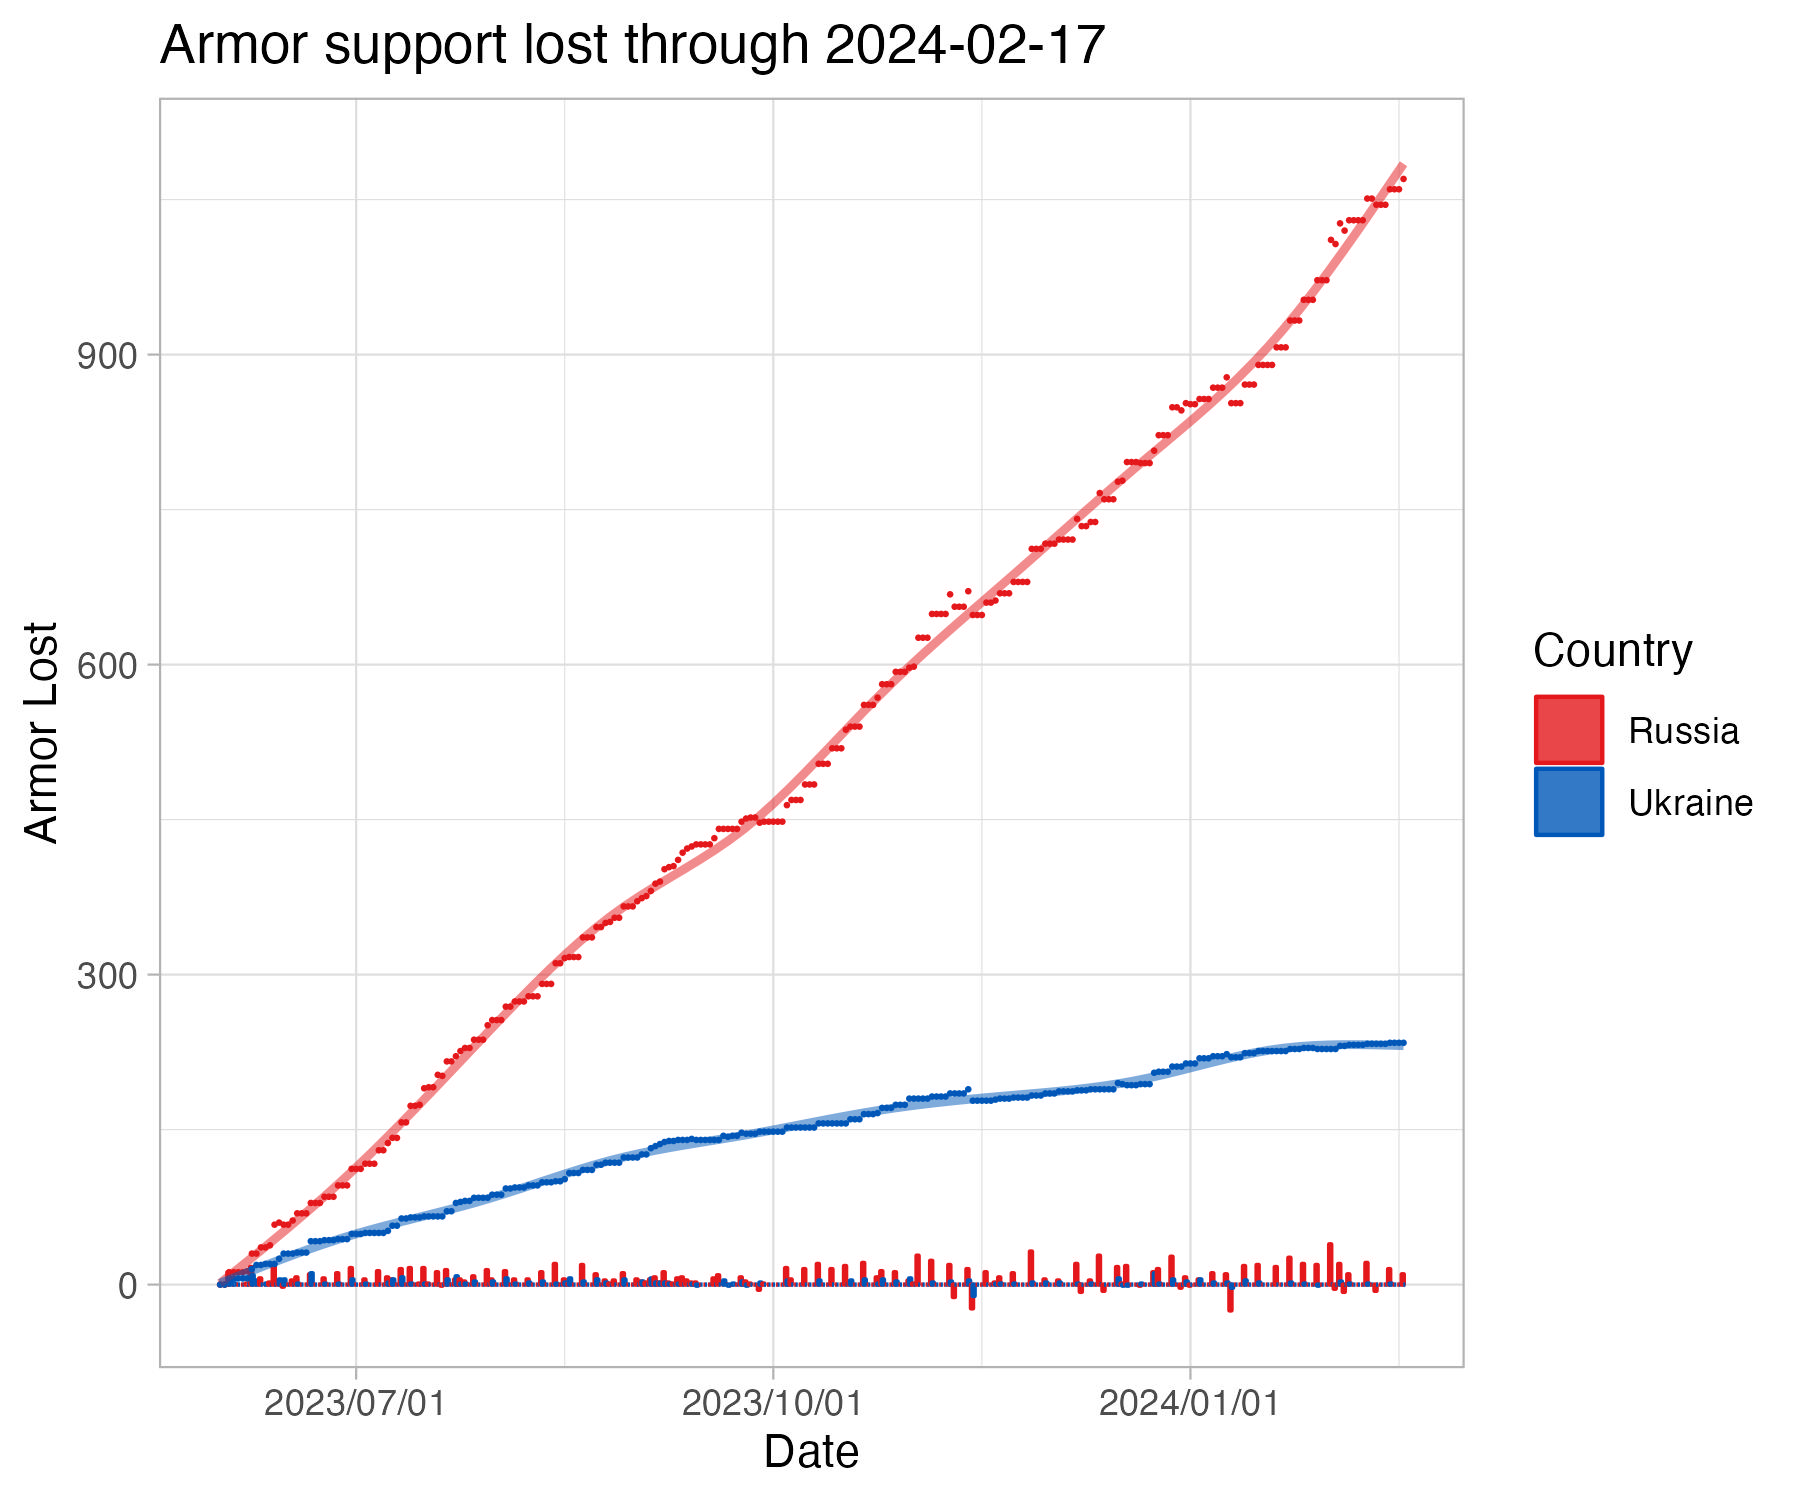 Armor support lost through 2024-02-17
Armor Lost
900
600
300
0
2023/07/01
2023/10/01
2024/01/01
Date
Country
Russia
Ukraine